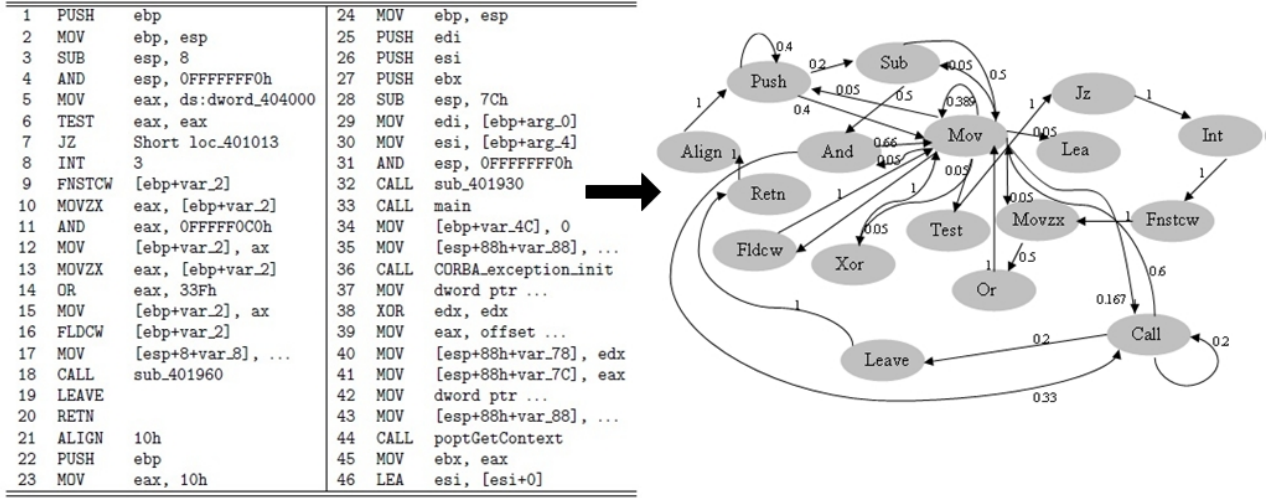 1 PUSH ebp
2 MOV ebp, esp
3 SUB esp, 8
4 AND esp, 0FFFFFFF0h
5 MOV eax, ds:dword_404000
6 TEST eax, eax
7 JZ Short loc_401013
8 INT 3
9 FNSTCW [ebp+var_2]
10 MOVZX eax, [ebp+var_2]
11 AND eax, 0FFFFF0C0h
12 MOV [ebp+var_2], ax
13 MOVZX eax, [ebp+var_2]
14 OR eax, 33Fh
15 MOV [ebp+var_2], ax
16 FLDCW [ebp+var_2]
17 MOV [esp+8+var_8], ...
18 CALL sub_401960
19 LEAVE
20 RETN
21 ALIGN 10h
22 PUSH ebp
23 MOV eax, 10h
24 MOV ebp, esp
25 PUSH edi
26 PUSH esi
27 PUSH ebx
28 SUB esp, 7Ch
29 MOV edi, [ebp+arg_0]
30 MOV esi, [ebp+arg_4]
31 AND esp, 0FFFFFFF0h
32 CALL sub_401930
33 CALL main
34 MOV [ebp+var_4C], 0
35 MOV [esp+88h+var_88], ...
36 CALL CORBA_exception_init
37 MOV dword ptr ...
38 XOR edx, edx
39 MOV eax, offset ...
40 MOV [esp+88h+var_78], edx
41 MOV [esp+88h+var_7C], eax
42 MOV dword ptr ...
43 MOV [esp+88h+var_88], ...
44 CALL poptGetContext
45 MOV ebx, eax
46 LEA esi, [esi+0]
0.4
0.2
Sub
0.05
0.5
Push
Jz
1
0.05
0.5
0.389
1
0.4
1
Mov
0.05
Int
Align
1
And
0.66
0.05
Lea
0.05
1
Retn
1
1
0.05
Movzx
1
Fnstcw
Fldcw
0.05
Test
Xor
0.5
1
Or
0.6
0.167
1
Call
0.2
0.2
Leave
0.33